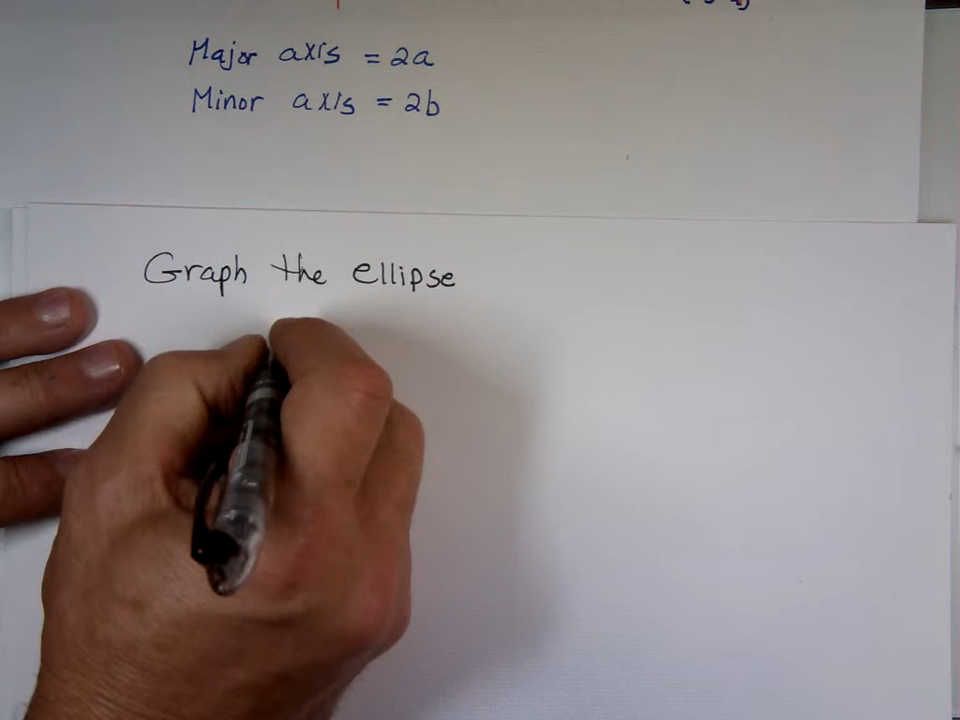 Major axis = 2a
Minor axis = 2b
Graph the ellipse